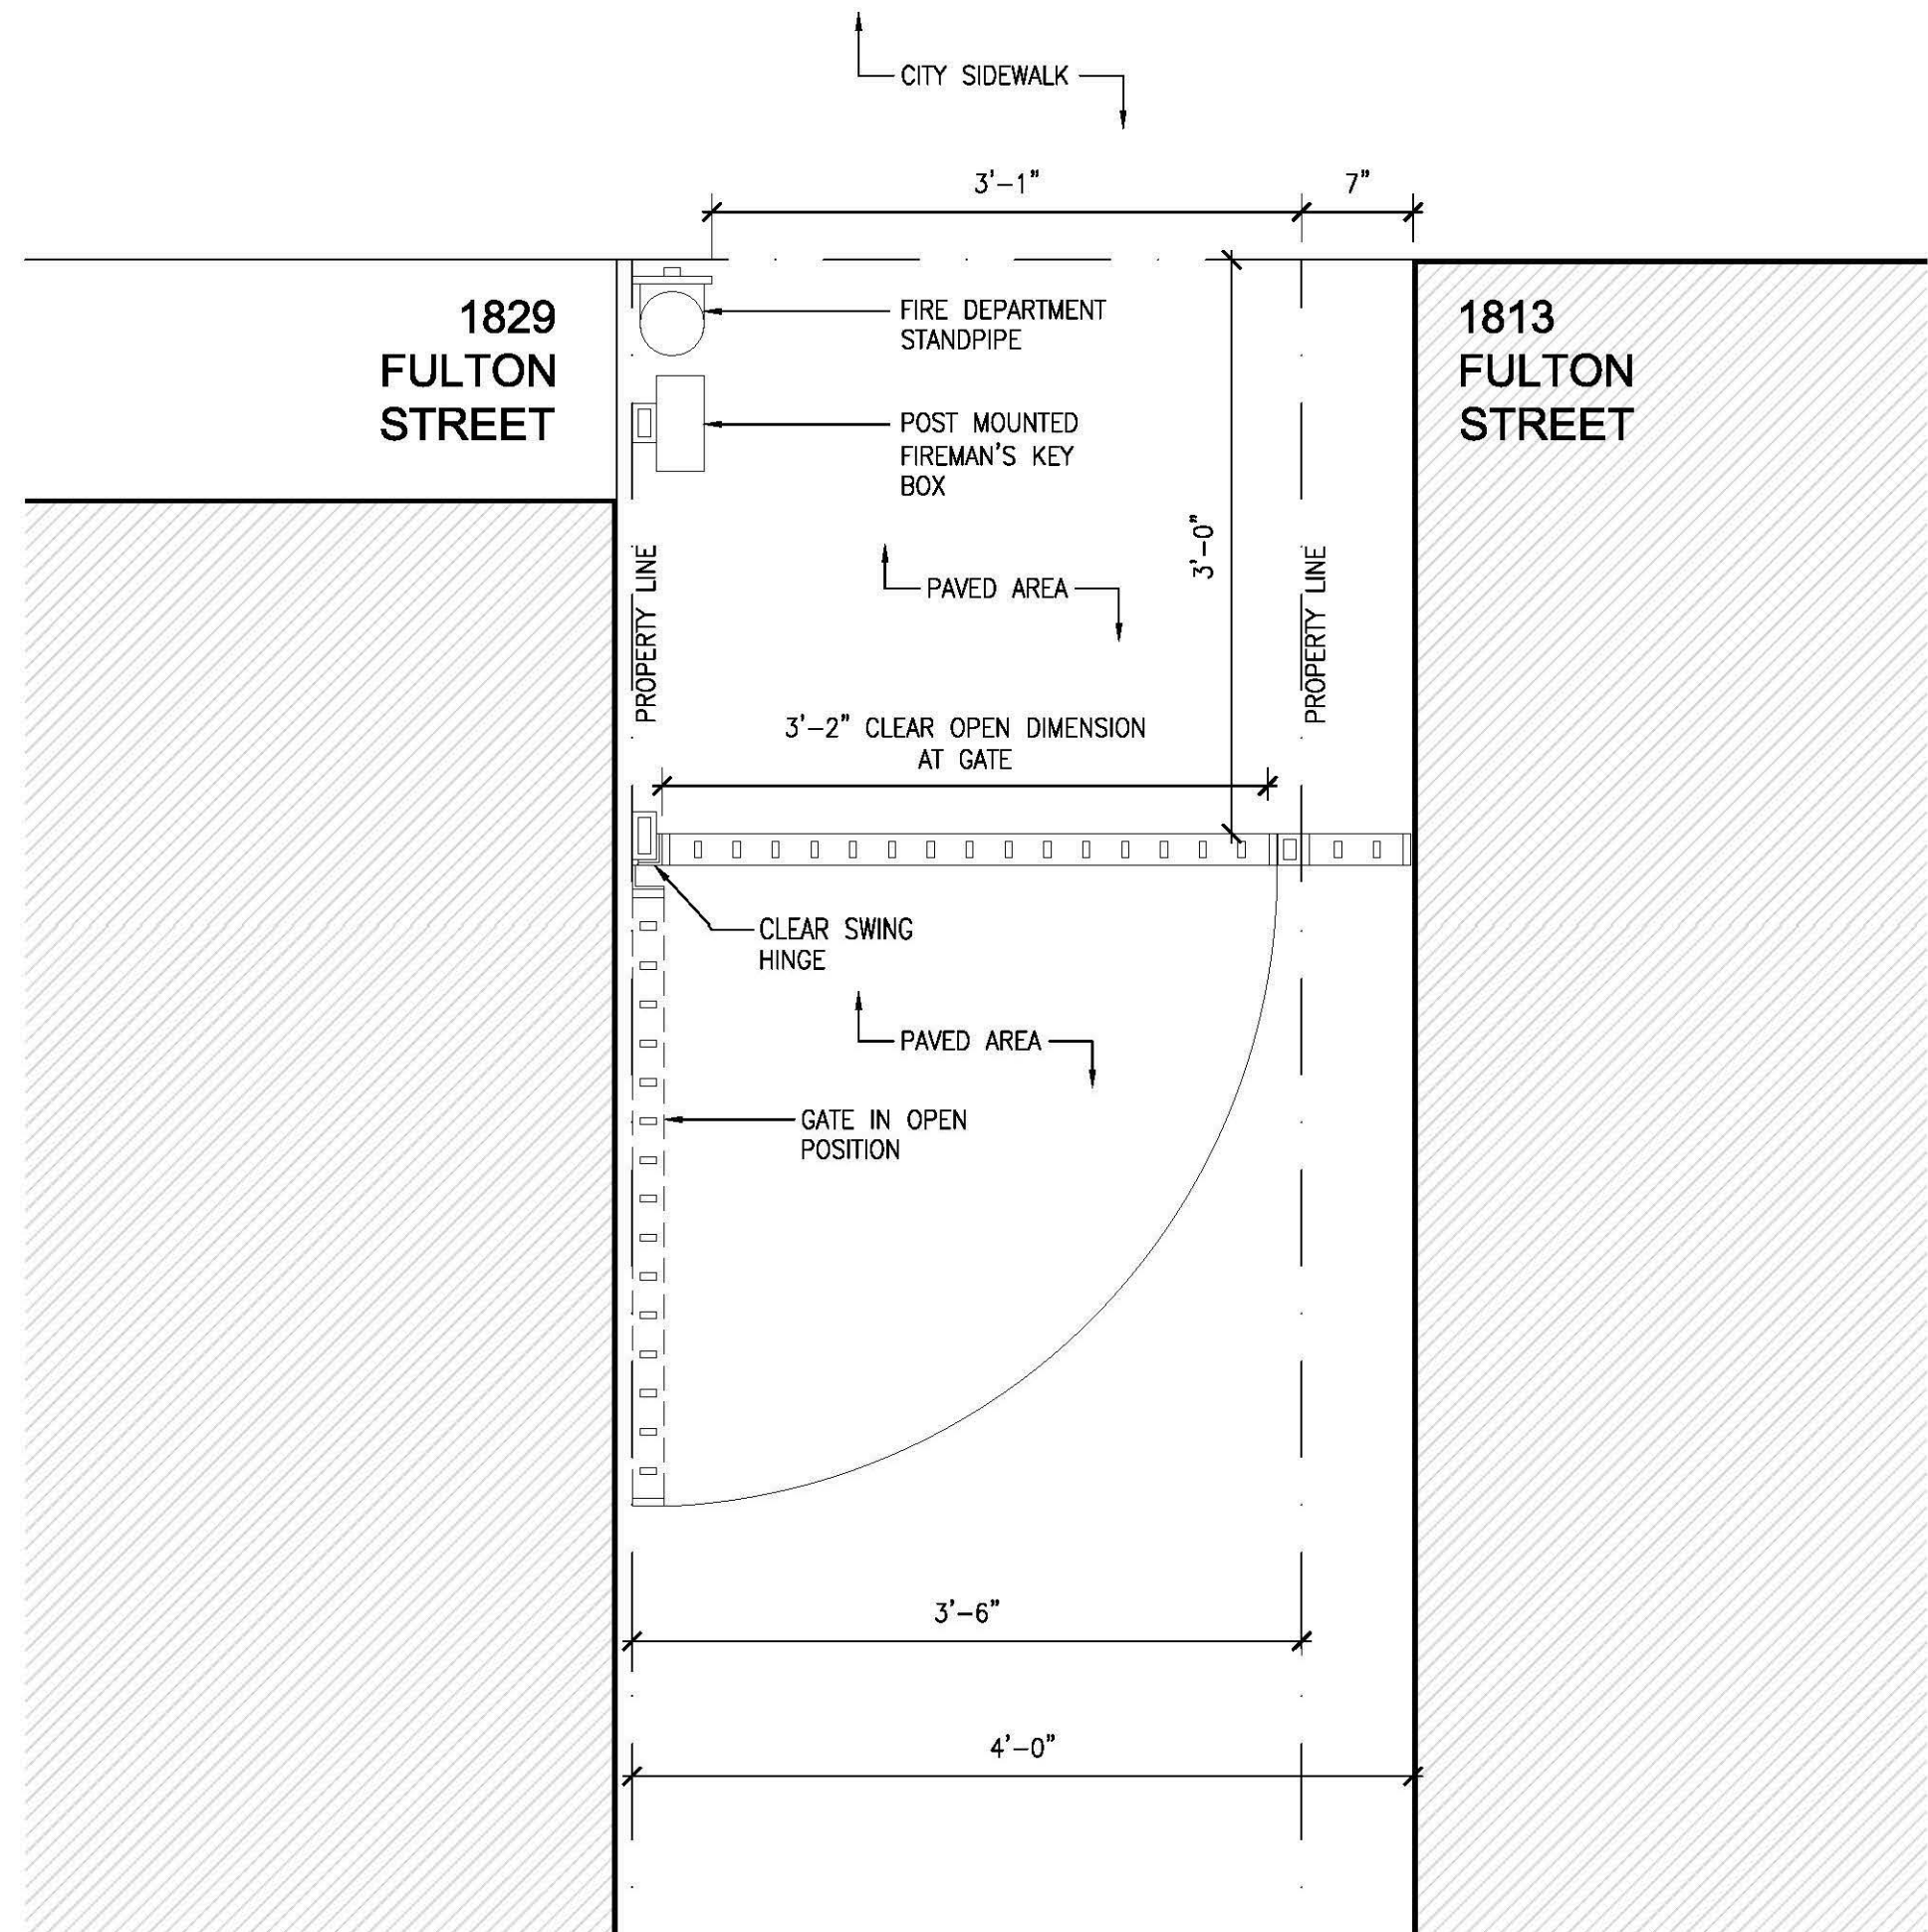 CITY SIDEWALK
3'-1"
7"
1829
FULTON
STREET
FIRE DEPARTMENT
STANDPIPE
1813
FULTON
STREET
POST MOUNTED
FIREMAN'S KEY
BOX
3'-0"
PROPERTY LINE
PAVED AREA
PROPERTY LINE
3'-2" CLEAR OPEN DIMENSION
AT GATE
CLEAR SWING
HINGE
PAVED AREA
GATE IN OPEN
POSITION
3'-6"
4'-0"